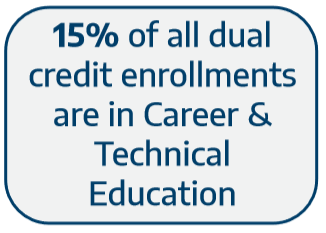 15% of all dual
credit enrollments
are in Career &
Technical
Education